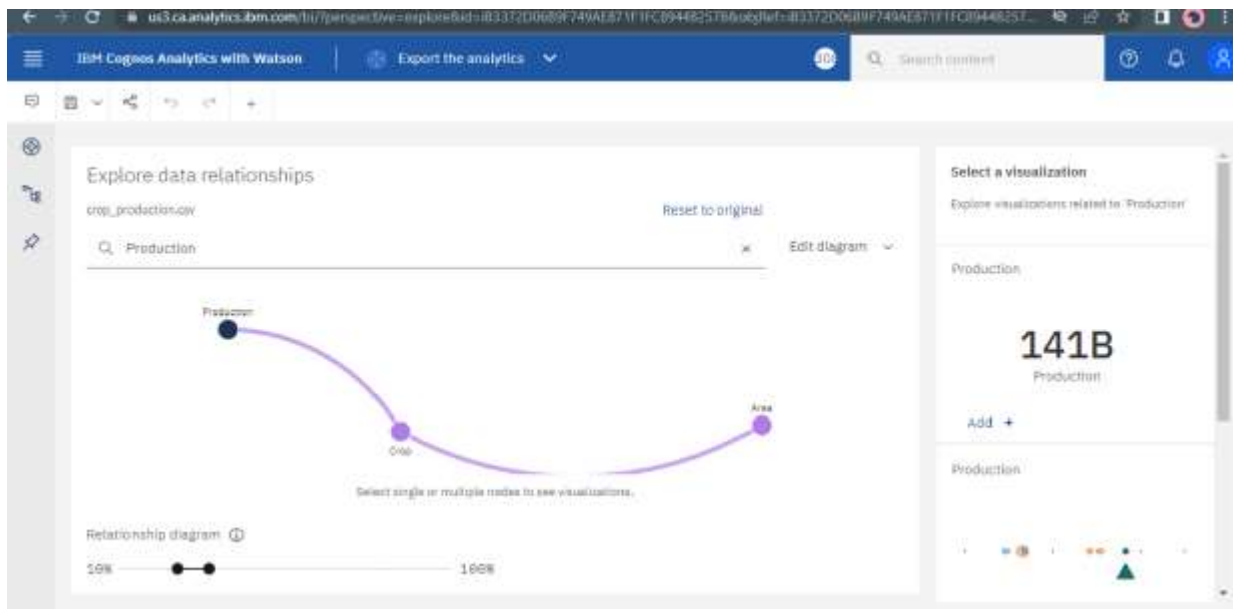 IBM Cognos Analytics with Watson
Export the analytics
Search content
Explore data relationships
crop_production.csv
Reset to original
Production
Edit diagram
Production
Crop
Area
Select single or multiple nodes to see visualizations.
Relationship diagram
10%
100%
Select a visualization
Explore visualizations related to 'Production'
Production
141B
Production
Add +
Production